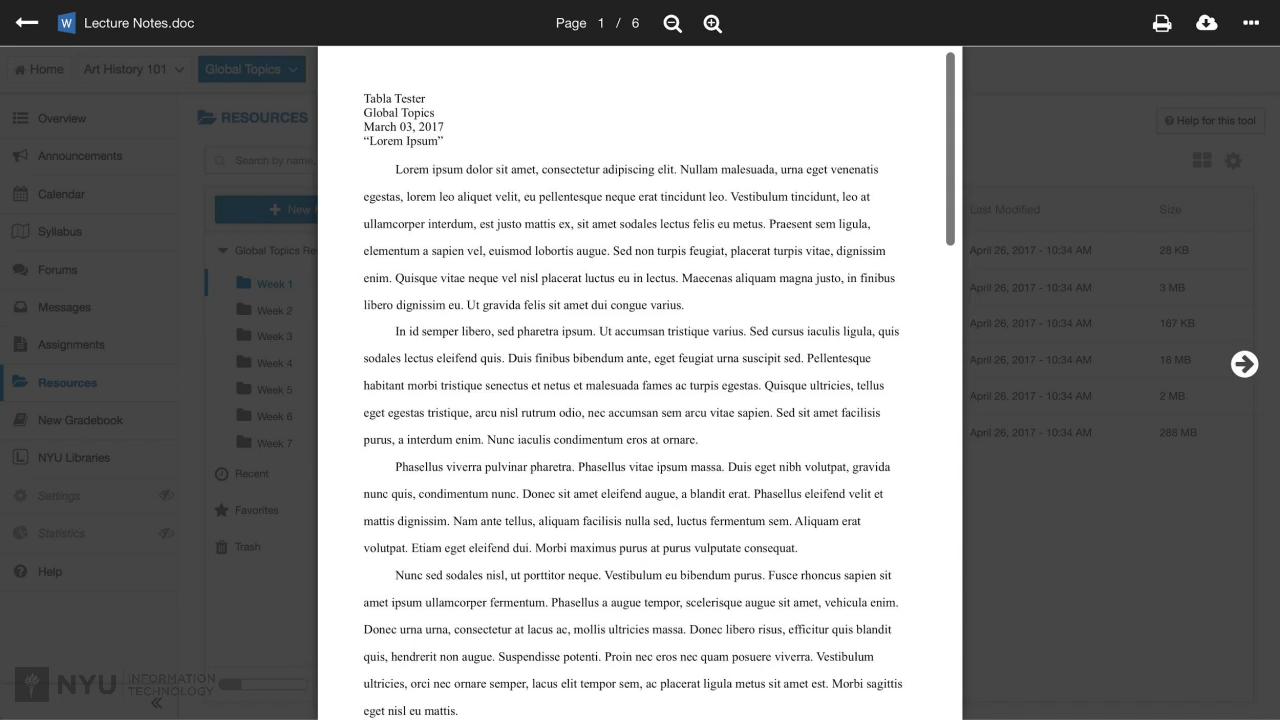 Lecture Notes.doc
Page 1 / 6
Home
Art History 101
Global Topics
Overview
Announcements
Calendar
Syllabus
Forums
Messages
Assignments
Resources
New Gradebook
NYU Libraries
Settings
Statistics
Help
NYU INFORMATION
TECHNOLOGY
RESOURCES
Help for this tool
Search by name,
New
Global Topics Re
Week 1
Week 2
Week 3
Week 4
Week 5
Week 6
Week 7
Recent
Favorites
Trash
Tabla Tester
Global Topics
March 03, 2017
“Lorem Ipsum”
Lorem ipsum dolor sit amet, consectetur adipiscing elit. Nullam malesuada, urna eget venenatis
egestas, lorem leo aliquet velit, eu pellentesque neque erat tincidunt leo. Vestibulum tincidunt, leo at
ullamcorper interdum, est justo mattis ex, sit amet sodales lectus felis eu metus. Praesent sem ligula,
elementum a sapien vel, euismod lobortis augue. Sed non turpis feugiat, placerat turpis vitae, dignissim
enim. Quisque vitae neque vel nisl placerat luctus eu in lectus. Maecenas aliquam magna justo, in finibus
libero dignissim eu. Ut gravida felis sit amet dui congue varius.
In id semper libero, sed pharetra ipsum. Ut accumsan tristique varius. Sed cursus iaculis ligula, quis
sodales lectus eleifend quis. Duis finibus bibendum ante, eget feugiat urna suscipit sed. Pellentesque
habitant morbi tristique senectus et netus et malesuada fames ac turpis egestas. Quisque ultricies, tellus
eget egestas tristique, arcu nisl rutrum odio, nec accumsan sem arcu vitae sapien. Sed sit amet facilisis
purus, a interdum enim. Nunc iaculis condimentum eros at ornare.
Phasellus viverra pulvinar pharetra. Phasellus vitae ipsum massa. Duis eget nibh volutpat, gravida
nunc quis, condimentum nunc. Donec sit amet eleifend augue, a blandit erat. Phasellus eleifend velit et
mattis dignissim. Nam ante tellus, aliquam facilisis nulla sed, luctus fermentum sem. Aliquam erat
volutpat. Etiam eget eleifend dui. Morbi maximus purus at purus vulputate consequat.
Nunc sed sodales nisl, ut porttitor neque. Vestibulum eu bibendum purus. Fusce rhoncus sapien sit
amet ipsum ullamcorper fermentum. Phasellus a augue tempor, scelerisque augue sit amet, vehicula enim.
Donec urna urna, consectetur at lacus ac, mollis ultricies massa. Donec libero risus, efficitur quis blandit
quis, hendrerit non augue. Suspendisse potenti. Proin nec eros nec quam posuere viverra. Vestibulum
ultricies, orci nec ornare semper, lacus elit tempor sem, ac placerat ligula metus sit amet est. Morbi sagittis
eget nisl eu mattis.
Last Modified Size
April 26, 2017 - 10:34 AM 28 KB
April 26, 2017 - 10:34 AM 3 MB
April 26, 2017 - 10:34 AM 167 KB
April 26, 2017 - 10:34 AM 18 MB
April 26, 2017 - 10:34 AM 2 MB
April 26, 2017 - 10:34 AM 288 MB